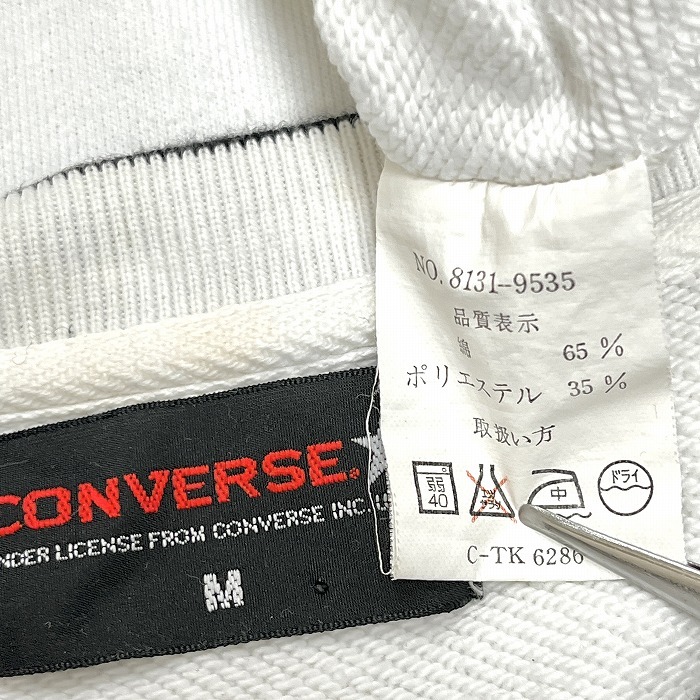 NO. 8131-9535
品質表示
綿 65 %
ポリエステル 35 %
取扱い方
弱 40
中
ドライ
C-TK 6286
CONVERSE
UNDER LICENSE FROM CONVERSE INC.
M